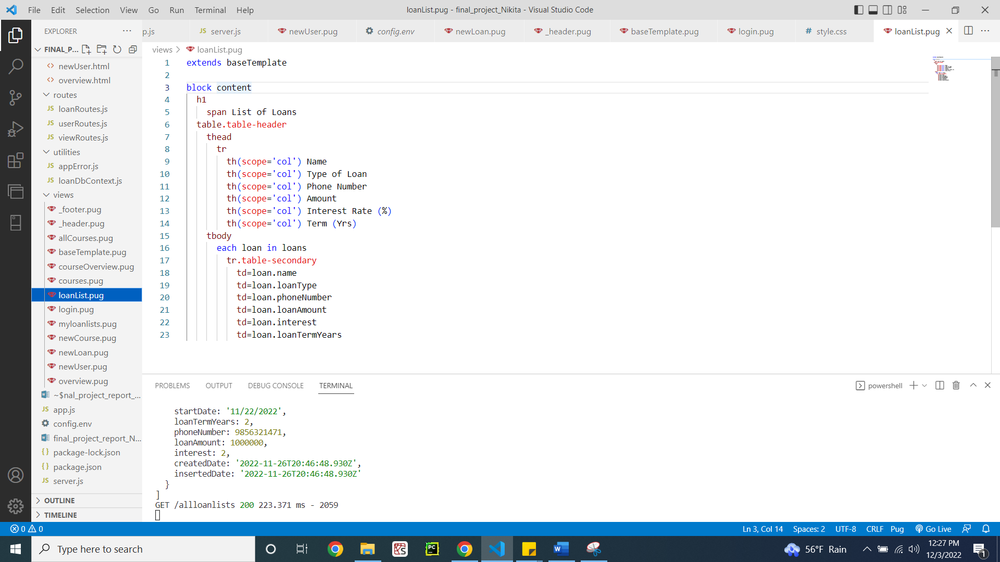 File Edit Selection View Go Run Terminal Help
loanList.pug - final_project_Nikita - Visual Studio Code
EXPLORER
FINAL_P...
newUser.html
overview.html
routes
JS loanRoutes.js
JS userRoutes.js
JS viewRoutes.js
utilities
JS appError.js
JS loanDbContext.js
views
_footer.pug
_header.pug
allCourses.pug
baseTemplate.pug
courseOverview.pug
courses.pug
loanList.pug
login.pug
myloanlists.pug
newCourse.pug
newLoan.pug
newUser.pug
overview.pug
~$nal_project_report_...
JS app.js
config.env
final_project_report_N...
{} package-lock.json
{} package.json
JS server.js
OUTLINE
TIMELINE
p.js
JS server.js
newUser.pug
config.env
newLoan.pug
_header.pug
baseTemplate.pug
login.pug
# style.css
loanList.pug
views > loanList.pug
1 extends baseTemplate
2
3 block content
4 h1
5 span List of Loans
6 table.table-header
7 thead
8 tr
9 th(scope='col') Name
10 th(scope='col') Type of Loan
11 th(scope='col') Phone Number
12 th(scope='col') Amount
13 th(scope='col') Interest Rate (%)
14 th(scope='col') Term (Yrs)
15 tbody
16 each loan in loans
17 tr.table-secondary
18 td=loan.name
19 td=loan.loanType
20 td=loan.phoneNumber
21 td=loan.loanAmount
22 td=loan.interest
23 td=loan.loanTermYears
PROBLEMS OUTPUT DEBUG CONSOLE TERMINAL
powershell
startDate: '11/22/2022',
loanTermYears: 2,
phoneNumber: 9856321471,
loanAmount: 1000000,
interest: 2,
createdDate: '2022-11-26T20:46:48.930Z',
insertedDate: '2022-11-26T20:46:48.930Z'
}
]
GET /allloanlists 200 223.371 ms - 2059
0 0
Ln 3, Col 14 Spaces: 2 UTF-8 CRLF Pug Go Live
Type here to search
PC
W
56°F Rain
12:27 PM
12/3/2022
1